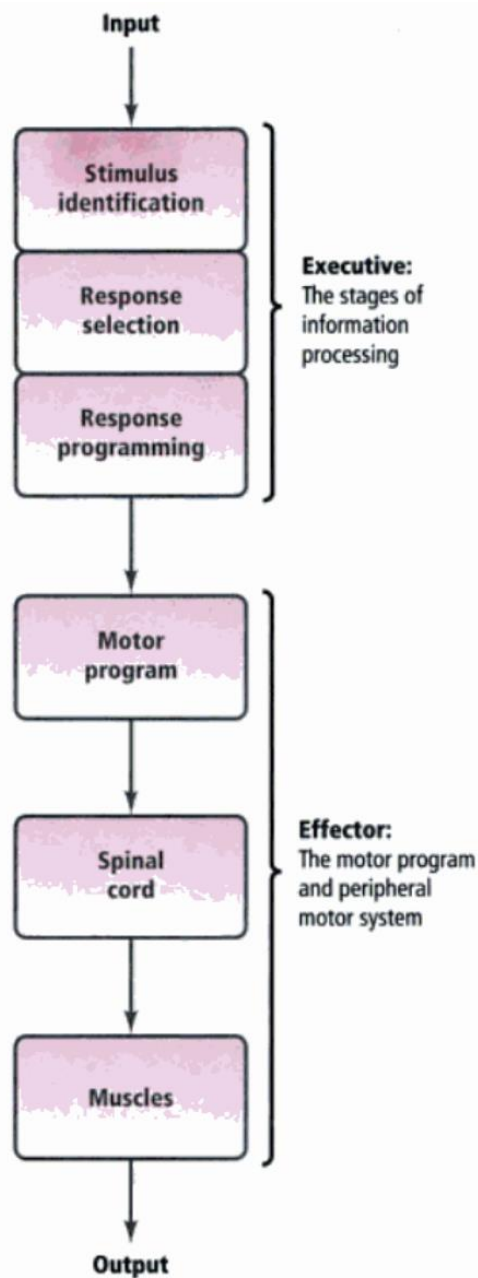 Input
Stimulus
identification
Response
selection
Response
programming
Executive:
The stages of
information
processing
Motor
program
Spinal
cord
Effector:
The motor program
and peripheral
motor system
Muscles
Output